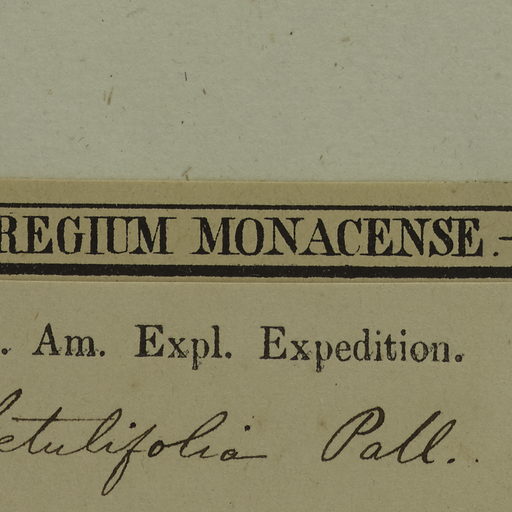 REGIUM MONACENSE.–
. Am. Expl. Expedition.
etulifolia Pall.